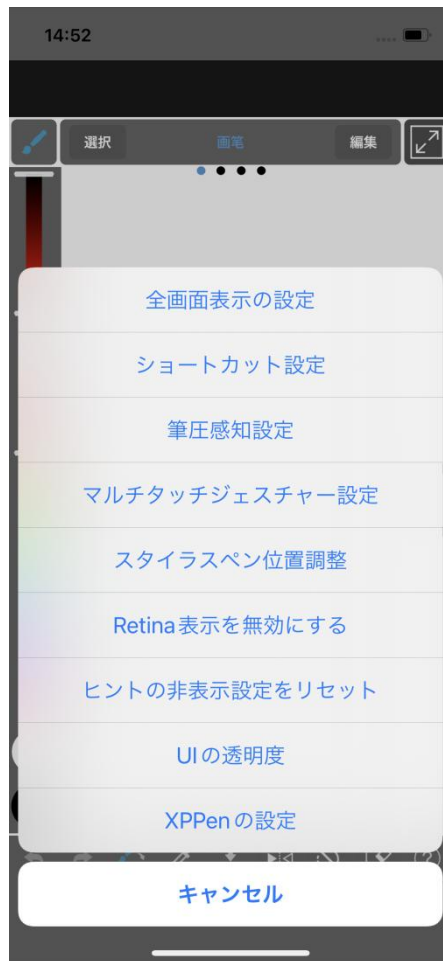 14:52
選択
画笔
編集
全画面表示の設定
ショートカット設定
筆圧感知設定
マルチタッチジェスチャー設定
スタイラスペン位置調整
Retina表示を無効にする
ヒントの非表示設定をリセット
UIの透明度
XPPenの設定
キャンセル